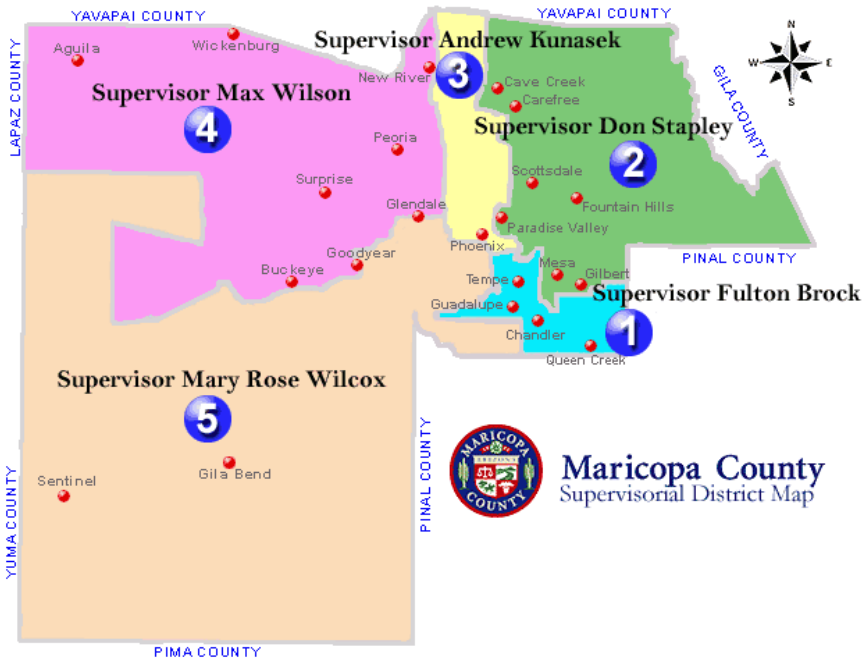 YAVAPAI COUNTY
YAVAPAI COUNTY
N
W
E
S
Aguila
Wickenburg
Supervisor Andrew Kunasek
LAPAZ COUNTY
New River
3
Cave Creek
Carefree
GILA COUNTY
Supervisor Max Wilson
4
Supervisor Don Stapley
2
Peoria
Surprise
Scottsdale
Fountain Hills
Glendale
Paradise Valley
Phoenix
PINAL COUNTY
Goodyear
Buckeye
Mesa
Tempe
Gilbert
Supervisor Fulton Brock
1
Guadalupe
Chandler
Queen Creek
Supervisor Mary Rose Wilcox
5
Gila Bend
Sentinel
YUMA COUNTY
PINAL COUNTY
PIMA COUNTY
MARICOPA
ARIZONA
COUNTY
Maricopa County
Supervisorial District Map